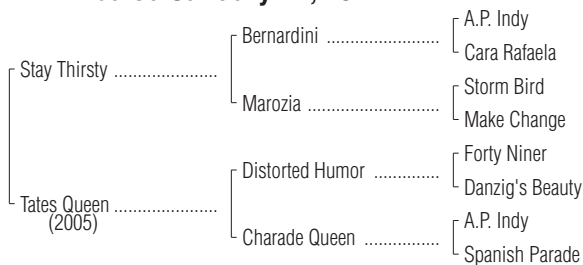 A.P. Indy
Bernardini
Cara Rafaela
Stay Thirsty
Storm Bird
Marozia
Make Change
Forty Niner
Distorted Humor
Danzig's Beauty
Tates Queen
(2005)
A.P. Indy
Charade Queen
Spanish Parade